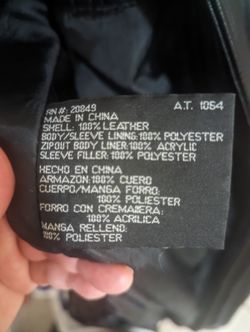 RN #: 20849 A.T. 1054
MADE IN CHINA
SHELL: 100% LEATHER
BODY/SLEEVE LINING: 100% POLYESTER
ZIP OUT BODY LINER: 100% ACRYLIC
SLEEVE FILLER: 100% POLYESTER
HECHO EN CHINA
ARMAZON: 100% CUERO
CUERPO/MANGA FORRO:
100% POLIESTER
FORRO CON CREMALLERA:
100% ACRILICA
MANGA RELLENO:
100% POLIESTER